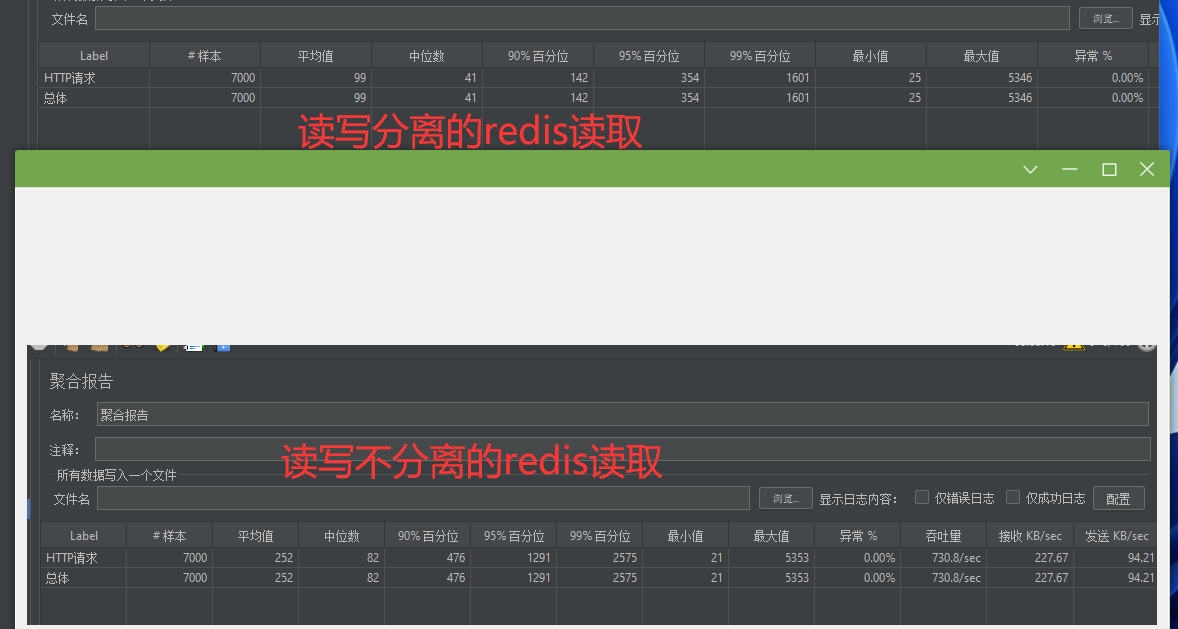 文件名 浏览... 显示
Label # 样本 平均值 中位数 90% 百分位 95% 百分位 99% 百分位 最小值 最大值 异常 %
HTTP请求 7000 99 41 142 354 1601 25 5346 0.00%
总体 7000 99 41 142 354 1601 25 5346 0.00%
读写分离的redis读取
聚合报告
名称： 聚合报告
注释：
读写不分离的redis读取
所有数据写入一个文件
文件名 浏览... 显示日志内容： 仅错误日志 仅成功日志 配置
Label # 样本 平均值 中位数 90% 百分位 95% 百分位 99% 百分位 最小值 最大值 异常 % 吞吐量 接收 KB/sec 发送 KB/sec
HTTP请求 7000 252 82 476 1291 2575 21 5353 0.00% 730.8/sec 227.67 94.21
总体 7000 252 82 476 1291 2575 21 5353 0.00% 730.8/sec 227.67 94.21